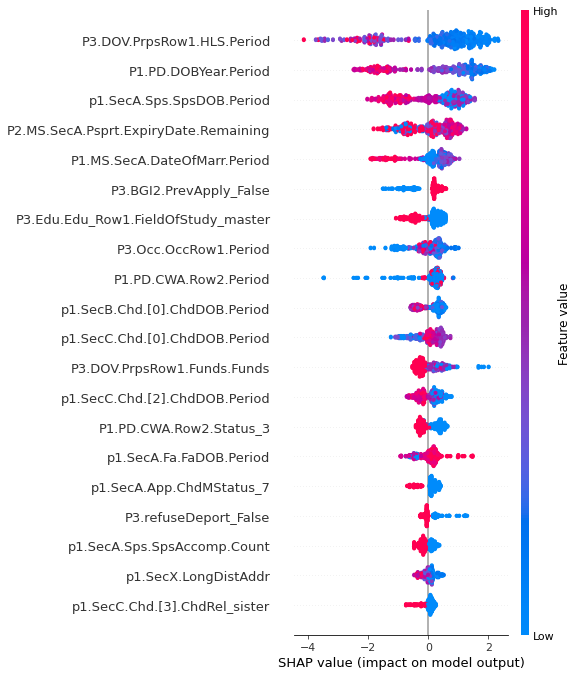 High
P3.DOV.PrpsRow1.HLS.Period
P1.PD.DOBYear.Period
p1.SecA.Sps.SpsDOB.Period
P2.MS.SecA.Psprt.ExpiryDate.Remaining
P1.MS.SecA.DateOfMarr.Period
P3.BGI2.PrevApply_False
P3.Edu.Edu_Row1.FieldOfStudy_master
P3.Occ.OccRow1.Period
P1.PD.CWA.Row2.Period
p1.SecB.Chd.[0].ChdDOB.Period
p1.SecC.Chd.[0].ChdDOB.Period
P3.DOV.PrpsRow1.Funds.Funds
p1.SecC.Chd.[2].ChdDOB.Period
P1.PD.CWA.Row2.Status_3
p1.SecA.Fa.FaDOB.Period
p1.SecA.App.ChdMStatus_7
P3.refuseDeport_False
p1.SecA.Sps.SpsAccomp.Count
p1.SecX.LongDistAddr
p1.SecC.Chd.[3].ChdRel_sister
Feature value
Low
−4 −2 0 2
SHAP value (impact on model output)